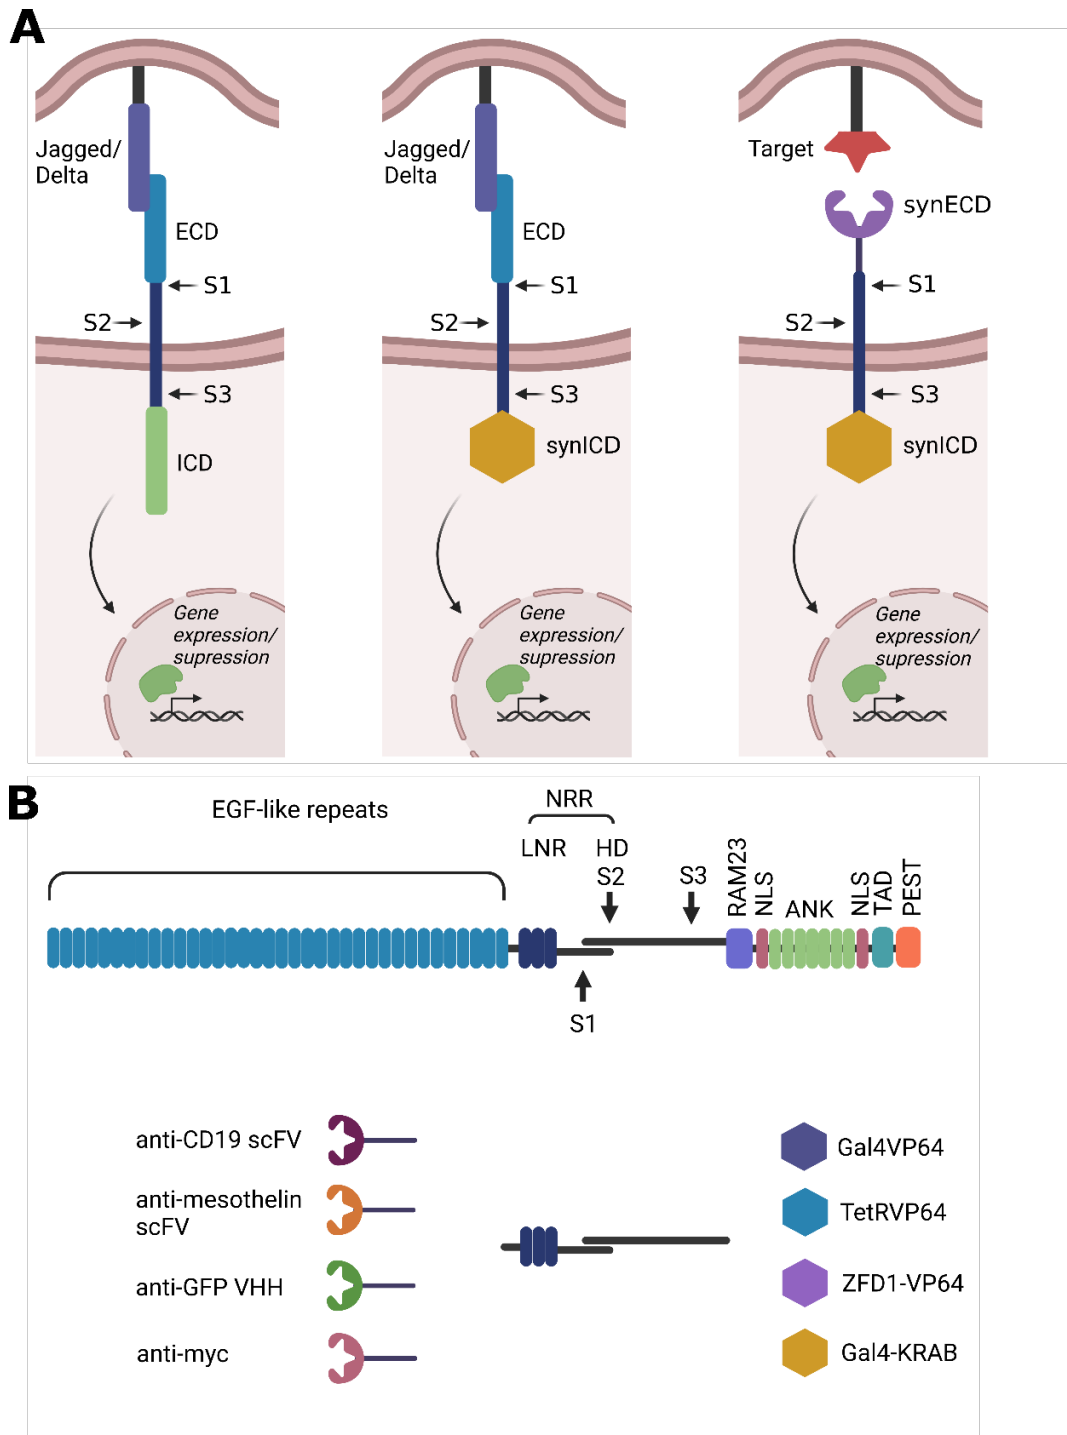 A
Jagged/
Delta
ECD
S1
S2
S3
ICD
Gene
expression/
supression
Jagged/
Delta
ECD
S1
S2
S3
synICD
Gene
expression/
supression
Target
synECD
S1
S2
S3
synICD
Gene
expression/
supression
B
EGF-like repeats
NRR
LNR
HD
S2
S3
S1
RAM23
NLS
ANK
NLS
TAD
PEST
anti-CD19 scFV
anti-mesothelin
scFV
anti-GFP VHH
anti-myc
Gal4VP64
TetRVP64
ZFD1-VP64
Gal4-KRAB